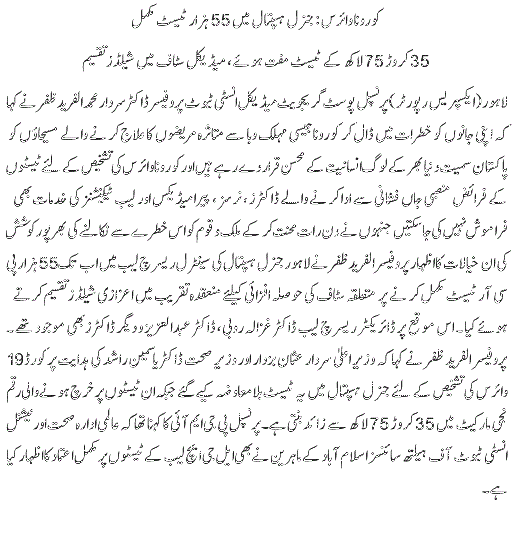 کورونا وائرس: جنرل ہسپتال میں 55 ہزار ٹیسٹ مکمل
35 کروڑ 75 لاکھ کے ٹیسٹ مفت ہوئے، میڈیکل سٹاف میں شیلڈز تقسیم
لاہور (ایکسپریس رپورٹر) پرنسپل پوسٹ گریجویٹ میڈیکل انسٹی ٹیوٹ پروفیسر ڈاکٹر سردار محمد الفرید ظفر نے کہا
کہ اپنی جانوں کو خطرات میں ڈال کر کورونا جیسی مہلک وبا سے متاثرہ مریضوں کا علاج کرنے والے مسیحاؤں کو
پاکستان سمیت دنیا بھر کے لوگ انسانیت کے محسن قرار دے رہے ہیں اور کورونا وائرس کی تشخیص کے لئے ٹیسٹوں
کے فرائض منصبی جاں فشانی سے ادا کرنے والے ڈاکٹرز، نرسز، پیرا میڈیکس اور لیب ٹیکنیشنز کی خدمات بھی
فراموش نہیں کی جا سکتیں جنہوں نے دن رات محنت کر کے ملک و قوم کو اس خطرے سے نکالنے کی بھرپور کوشش
کی ان خیالات کا اظہار پروفیسر الفرید ظفر نے لاہور جنرل ہسپتال کی سینٹرل ریسرچ لیب میں اب تک 55 ہزار پی
سی آر ٹیسٹ مکمل کرنے پر متعلقہ سٹاف کی حوصلہ افزائی کیلئے منعقدہ تقریب میں اعزازی شیلڈز تقسیم کرتے
ہوئے کیا۔ اس موقع پر ڈائریکٹر ریسرچ لیب ڈاکٹر غزالہ روبی، ڈاکٹر عبدالعزیز و دیگر ڈاکٹرز بھی موجود تھے۔
پروفیسر الفرید ظفر نے کہا کہ وزیر اعلیٰ سردار عثمان بزدار اور وزیر صحت ڈاکٹر یاسمین راشد کی ہدایت پر کورڈ 19
وائرس کی تشخیص کے لئے جنرل ہسپتال میں یہ ٹیسٹ بلا معاوضہ کیے گئے جبکہ ان ٹیسٹوں پر خرچ ہونے والی رقم
نجی مارکیٹ میں 35 کروڑ 75 لاکھ سے زائد بنتی ہے۔ پرنسپل پی جی ایم آئی کا کہنا تھا کہ عالمی ادارہ صحت اور نیشنل
انسٹی ٹیوٹ آف ہیلتھ سائنسز اسلام آباد کے ماہرین نے بھی ایل جی ایچ لیب کے ٹیسٹوں پر مکمل اعتماد کا اظہار کیا
ہے۔